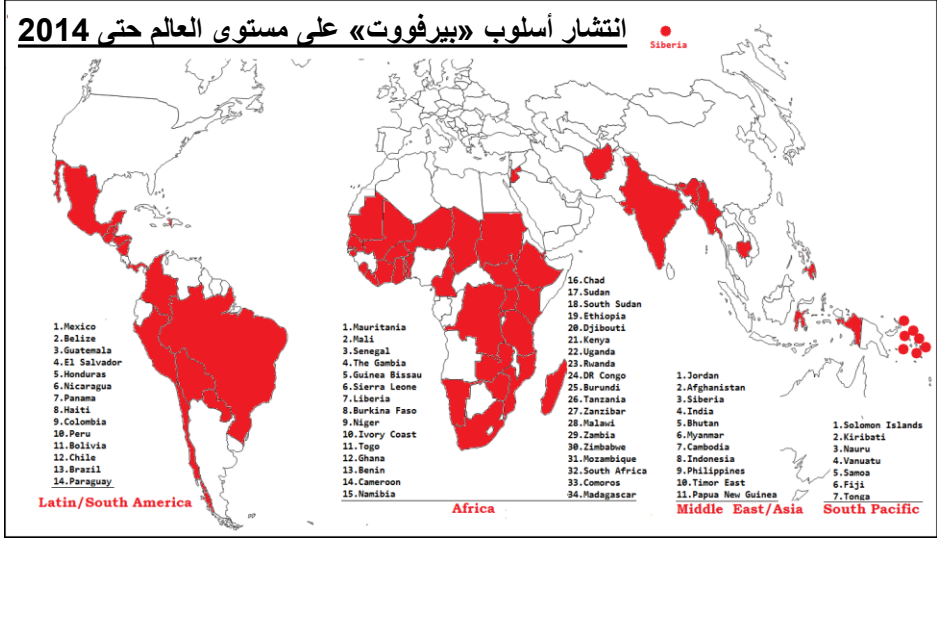 انتشار أسلوب «بيرفووت» على مستوى العالم حتى 2014
Siberia
1.Mexico
2.Belize
3.Guatemala
4.El Salvador
5.Honduras
6.Nicaragua
7.Panama
8.Haiti
9.Colombia
10.Peru
11.Bolivia
12.Chile
13.Brazil
14.Paraguay
Latin/South America
1.Mauritania
2.Mali
3.Senegal
4.The Gambia
5.Guinea Bissau
6.Sierra Leone
7.Liberia
8.Burkina Faso
9.Niger
10.Ivory Coast
11.Togo
12.Ghana
13.Benin
14.Cameroon
15.Namibia
16.Chad
17.Sudan
18.South Sudan
19.Ethiopia
20.Djibouti
21.Kenya
22.Uganda
23.Rwanda
24.DR Congo
25.Burundi
26.Tanzania
27.Zanzibar
28.Malawi
29.Zambia
30.Zimbabwe
31.Mozambique
32.South Africa
33.Comoros
34.Madagascar
Africa
1.Jordan
2.Afghanistan
3.Siberia
4.India
5.Bhutan
6.Myanmar
7.Cambodia
8.Indonesia
9.Philippines
10.Timor East
11.Papua New Guinea
Middle East/Asia
1.Solomon Islands
2.Kiribati
3.Nauru
4.Vanuatu
5.Samoa
6.Fiji
7.Tonga
South Pacific